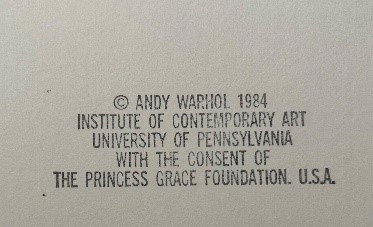 © ANDY WARHOL 1984
INSTITUTE OF CONTEMPORARY ART
UNIVERSITY OF PENNSYLVANIA
WITH THE CONSENT OF
THE PRINCESS GRACE FOUNDATION. U.S.A.